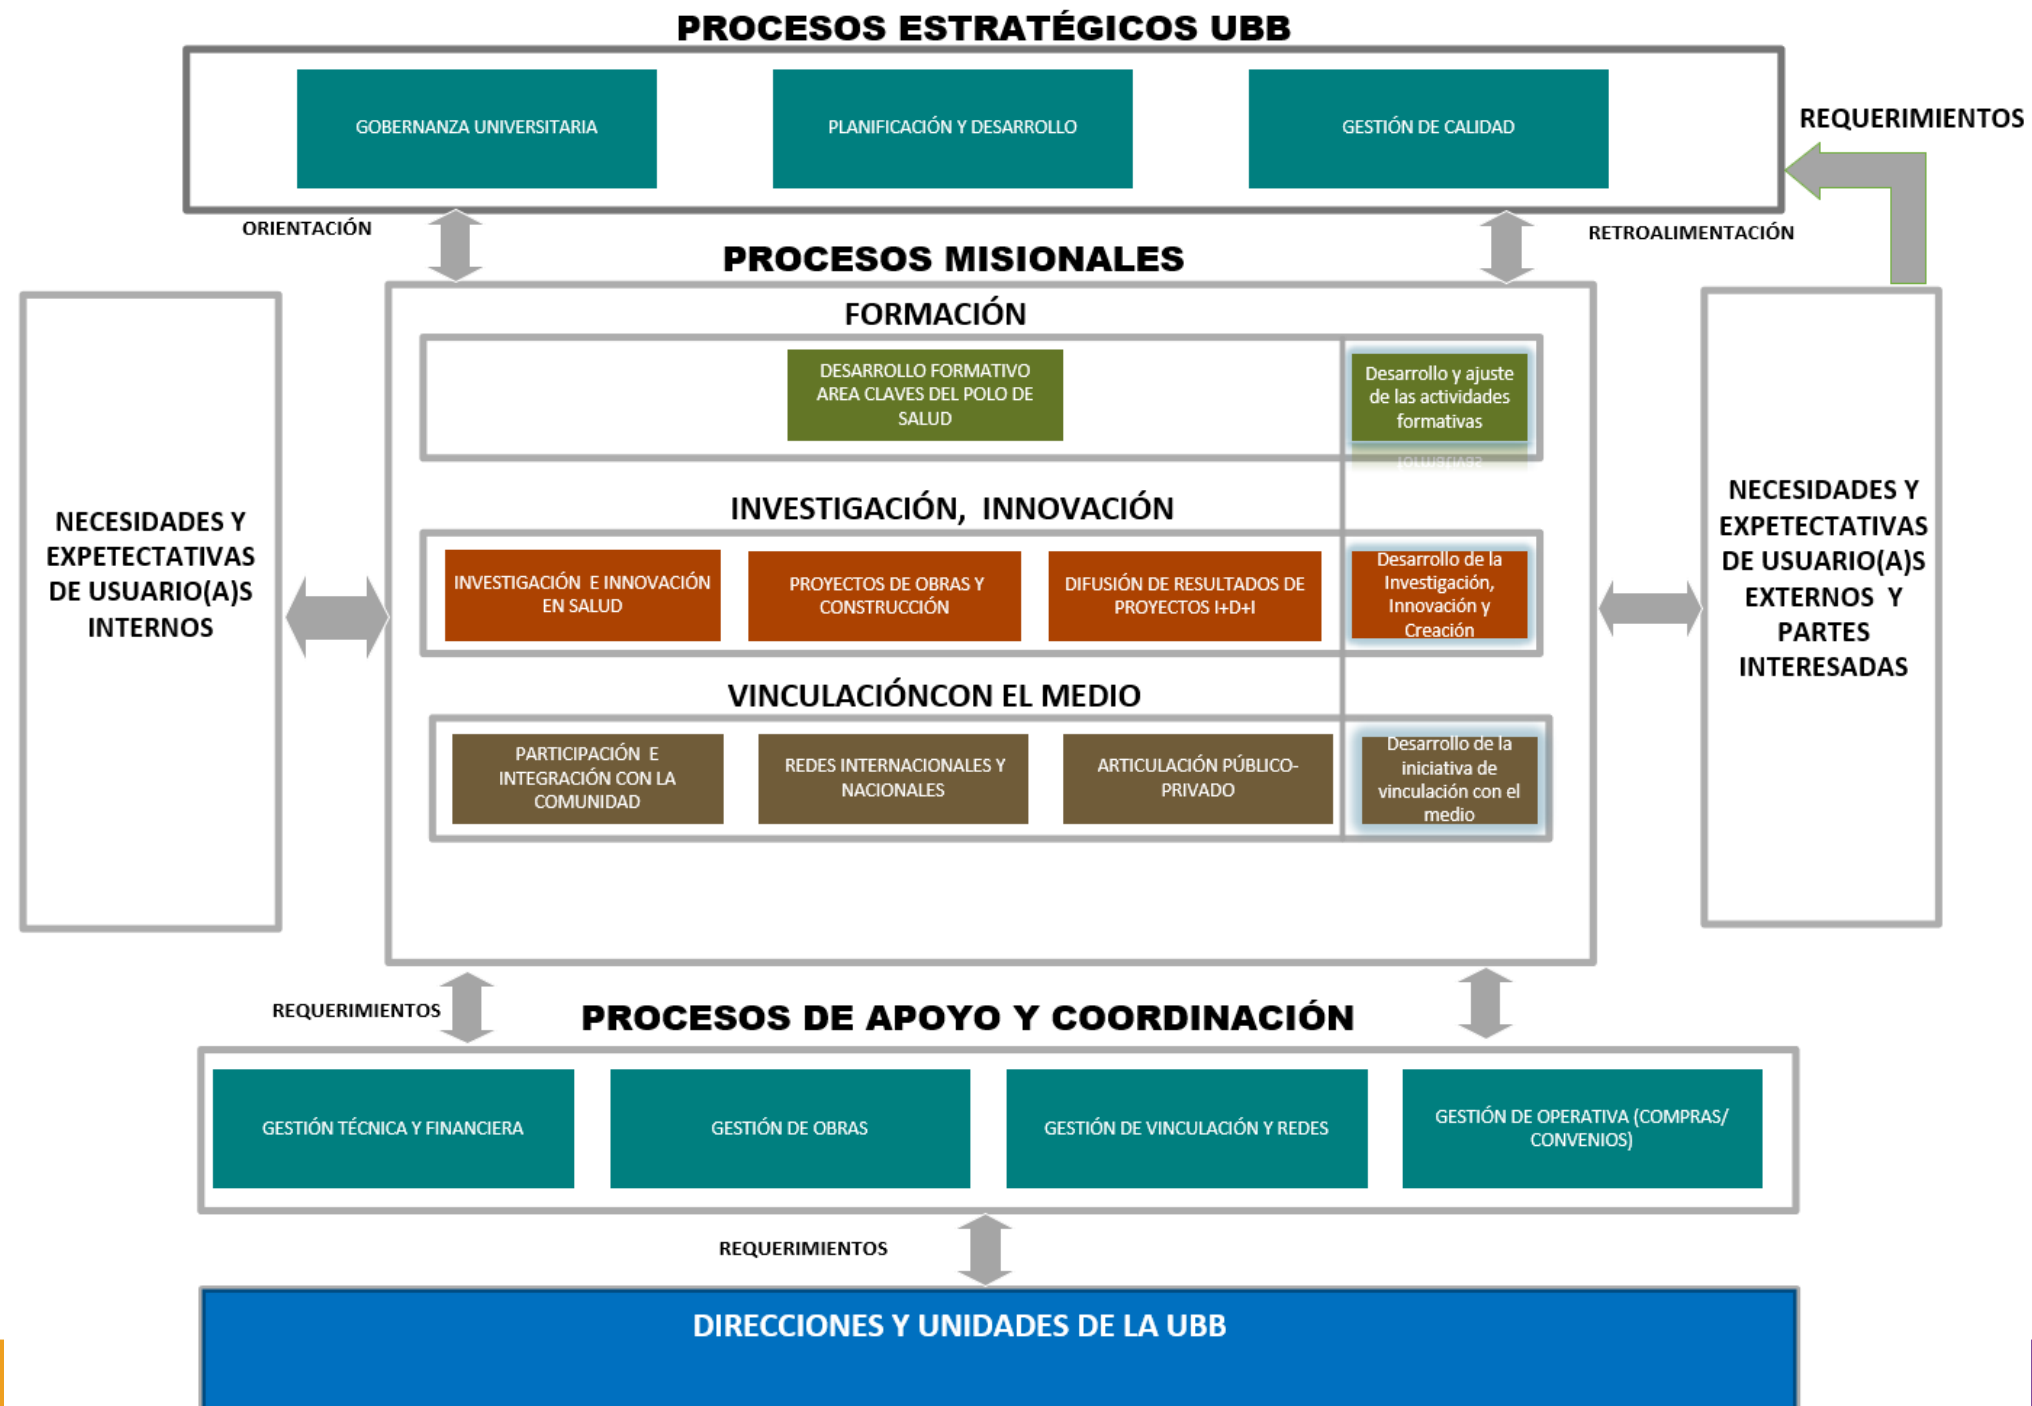 PROCESOS ESTRATÉGICOS UBB
GOBERNANZA UNIVERSITARIA
PLANIFICACIÓN Y DESARROLLO
GESTIÓN DE CALIDAD
REQUERIMIENTOS
ORIENTACIÓN
RETROALIMENTACIÓN
PROCESOS MISIONALES
NECESIDADES Y
EXPETECTATIVAS
DE USUARIO(A)S
INTERNOS
FORMACIÓN
DESARROLLO FORMATIVO
AREA CLAVES DEL POLO DE
SALUD
Desarrollo y ajuste
de las actividades
formativas
INVESTIGACIÓN, INNOVACIÓN
INVESTIGACIÓN E INNOVACIÓN
EN SALUD
PROYECTOS DE OBRAS Y
CONSTRUCCIÓN
DIFUSIÓN DE RESULTADOS DE
PROYECTOS I+D+I
Desarrollo de la
Investigación,
Innovación y
Creación
VINCULACIÓNCON EL MEDIO
PARTICIPACIÓN E
INTEGRACIÓN CON LA
COMUNIDAD
REDES INTERNACIONALES Y
NACIONALES
ARTICULACIÓN PÚBLICO-
PRIVADO
Desarrollo de la
iniciativa de
vinculación con el
medio
NECESIDADES Y
EXPETECTATIVAS
DE USUARIO(A)S
EXTERNOS Y
PARTES
INTERESADAS
REQUERIMIENTOS
PROCESOS DE APOYO Y COORDINACIÓN
GESTIÓN TÉCNICA Y FINANCIERA
GESTIÓN DE OBRAS
GESTIÓN DE VINCULACIÓN Y REDES
GESTIÓN DE OPERATIVA (COMPRAS/
CONVENIOS)
REQUERIMIENTOS
DIRECCIONES Y UNIDADES DE LA UBB